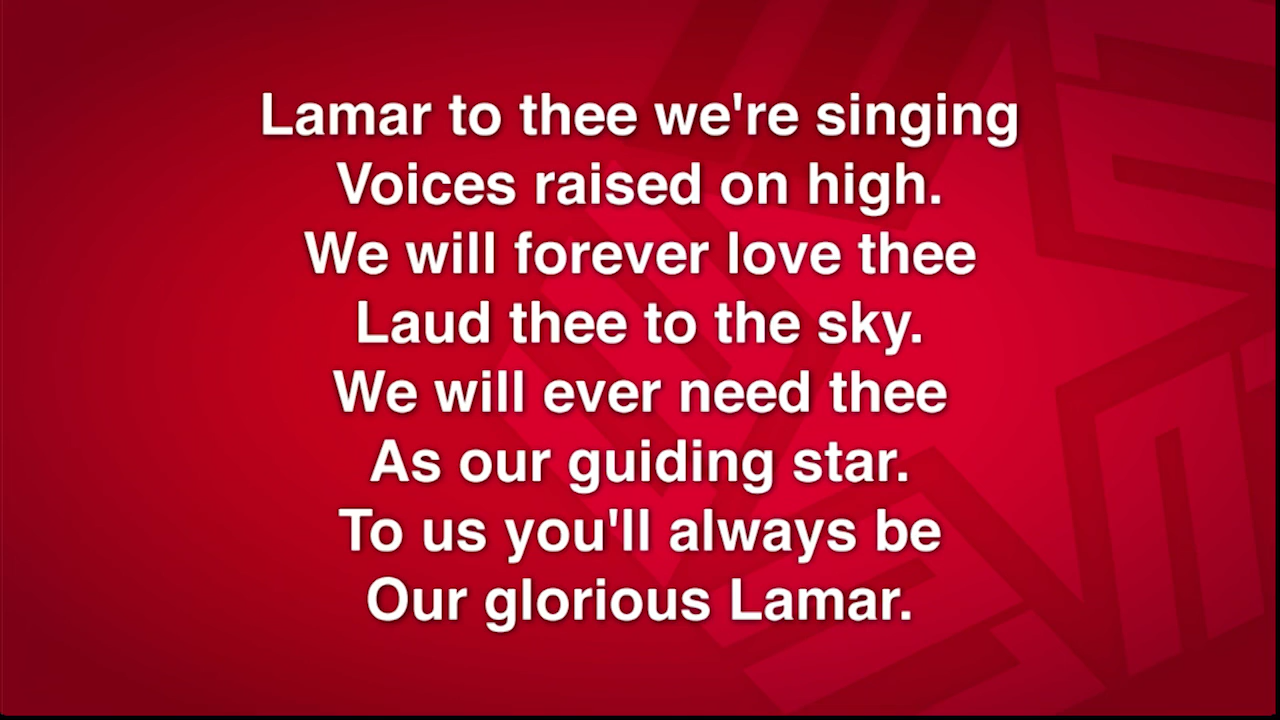 Lamar to thee we're singing
Voices raised on high.
We will forever love thee
Laud thee to the sky.
We will ever need thee
As our guiding star.
To us you'll always be
Our glorious Lamar.